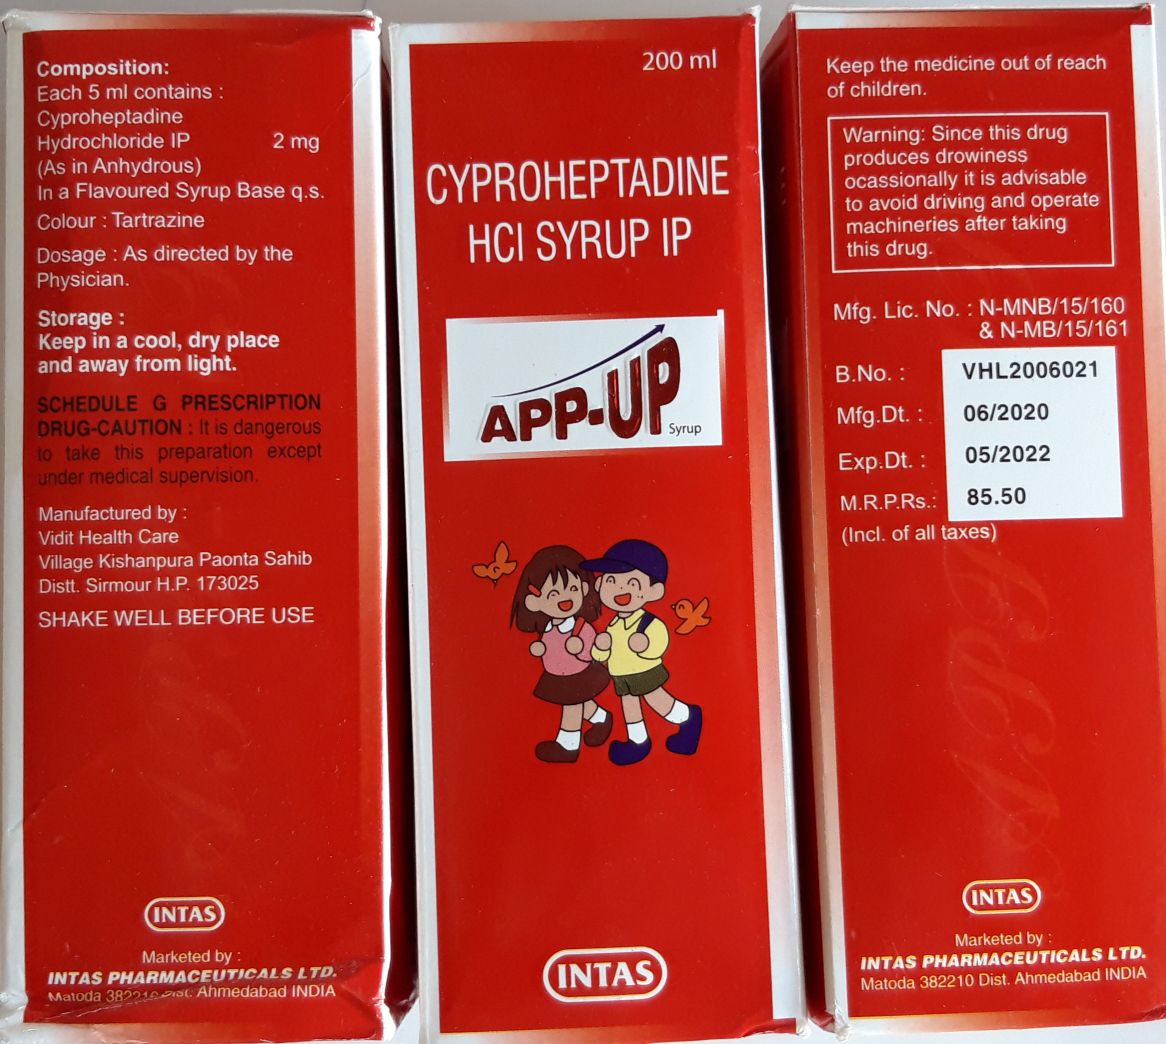 Composition:
Each 5 ml contains :
Cyproheptadine
Hydrochloride IP 2 mg
(As in Anhydrous)
In a Flavoured Syrup Base q.s.
Colour : Tartrazine
Dosage : As directed by the
Physician.
Storage :
Keep in a cool, dry place
and away from light.
SCHEDULE G PRESCRIPTION
DRUG-CAUTION : It is dangerous
to take this preparation except
under medical supervision.
Manufactured by :
Vidit Health Care
Village Kishanpura Paonta Sahib
Distt. Sirmour H.P. 173025
SHAKE WELL BEFORE USE
INTAS
Marketed by :
INTAS PHARMACEUTICALS LTD.
Matoda 382210 Dist. Ahmedabad INDIA
200 ml
CYPROHEPTADINE
HCl SYRUP IP
APP-UP
Syrup
INTAS
Keep the medicine out of reach
of children.
Warning: Since this drug
produces drowiness
ocassionally it is advisable
to avoid driving and operate
machineries after taking
this drug.
Mfg. Lic. No. : N-MNB/15/160
& N-MB/15/161
B.No. : VHL2006021
Mfg.Dt. : 06/2020
Exp.Dt. : 05/2022
M.R.P.Rs.: 85.50
(Incl. of all taxes)
INTAS
Marketed by :
INTAS PHARMACEUTICALS LTD.
Matoda 382210 Dist. Ahmedabad INDIA